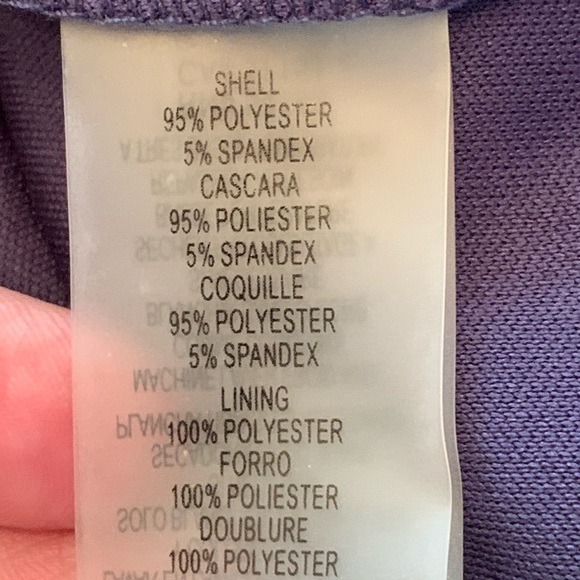 SHELL
95% POLYESTER
5% SPANDEX
CASCARA
95% POLIESTER
5% SPANDEX
COQUILLE
95% POLYESTER
5% SPANDEX
LINING
100% POLYESTER
FORRO
100% POLIESTER
DOUBLURE
100% POLYESTER